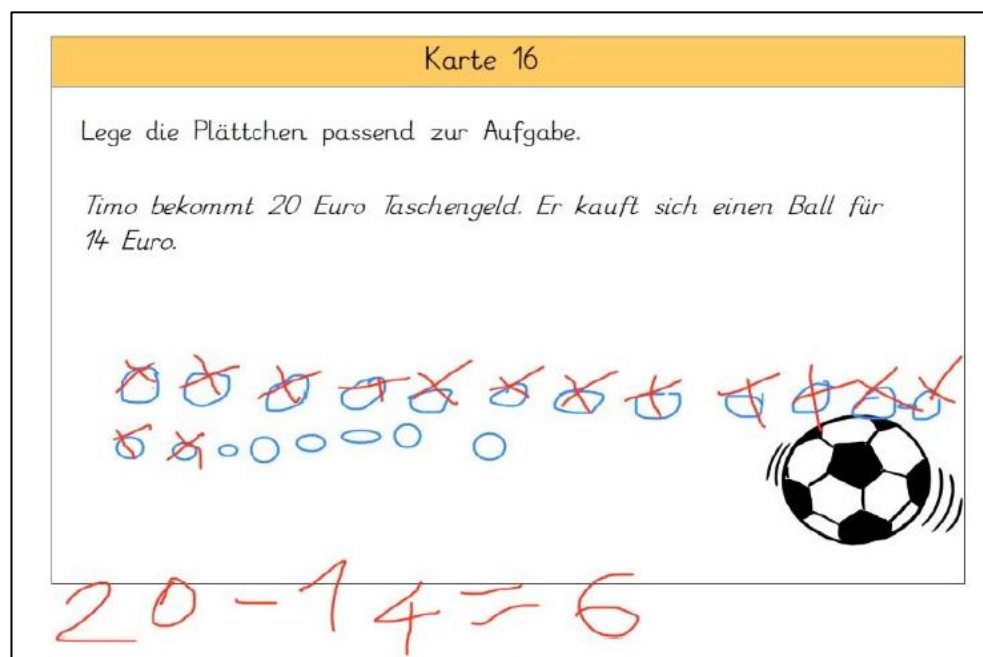 Karte 16
Lege die Plättchen passend zur Aufgabe.
Timo bekommt 20 Euro Taschengeld. Er kauft sich einen Ball für
14 Euro.
20-14=6